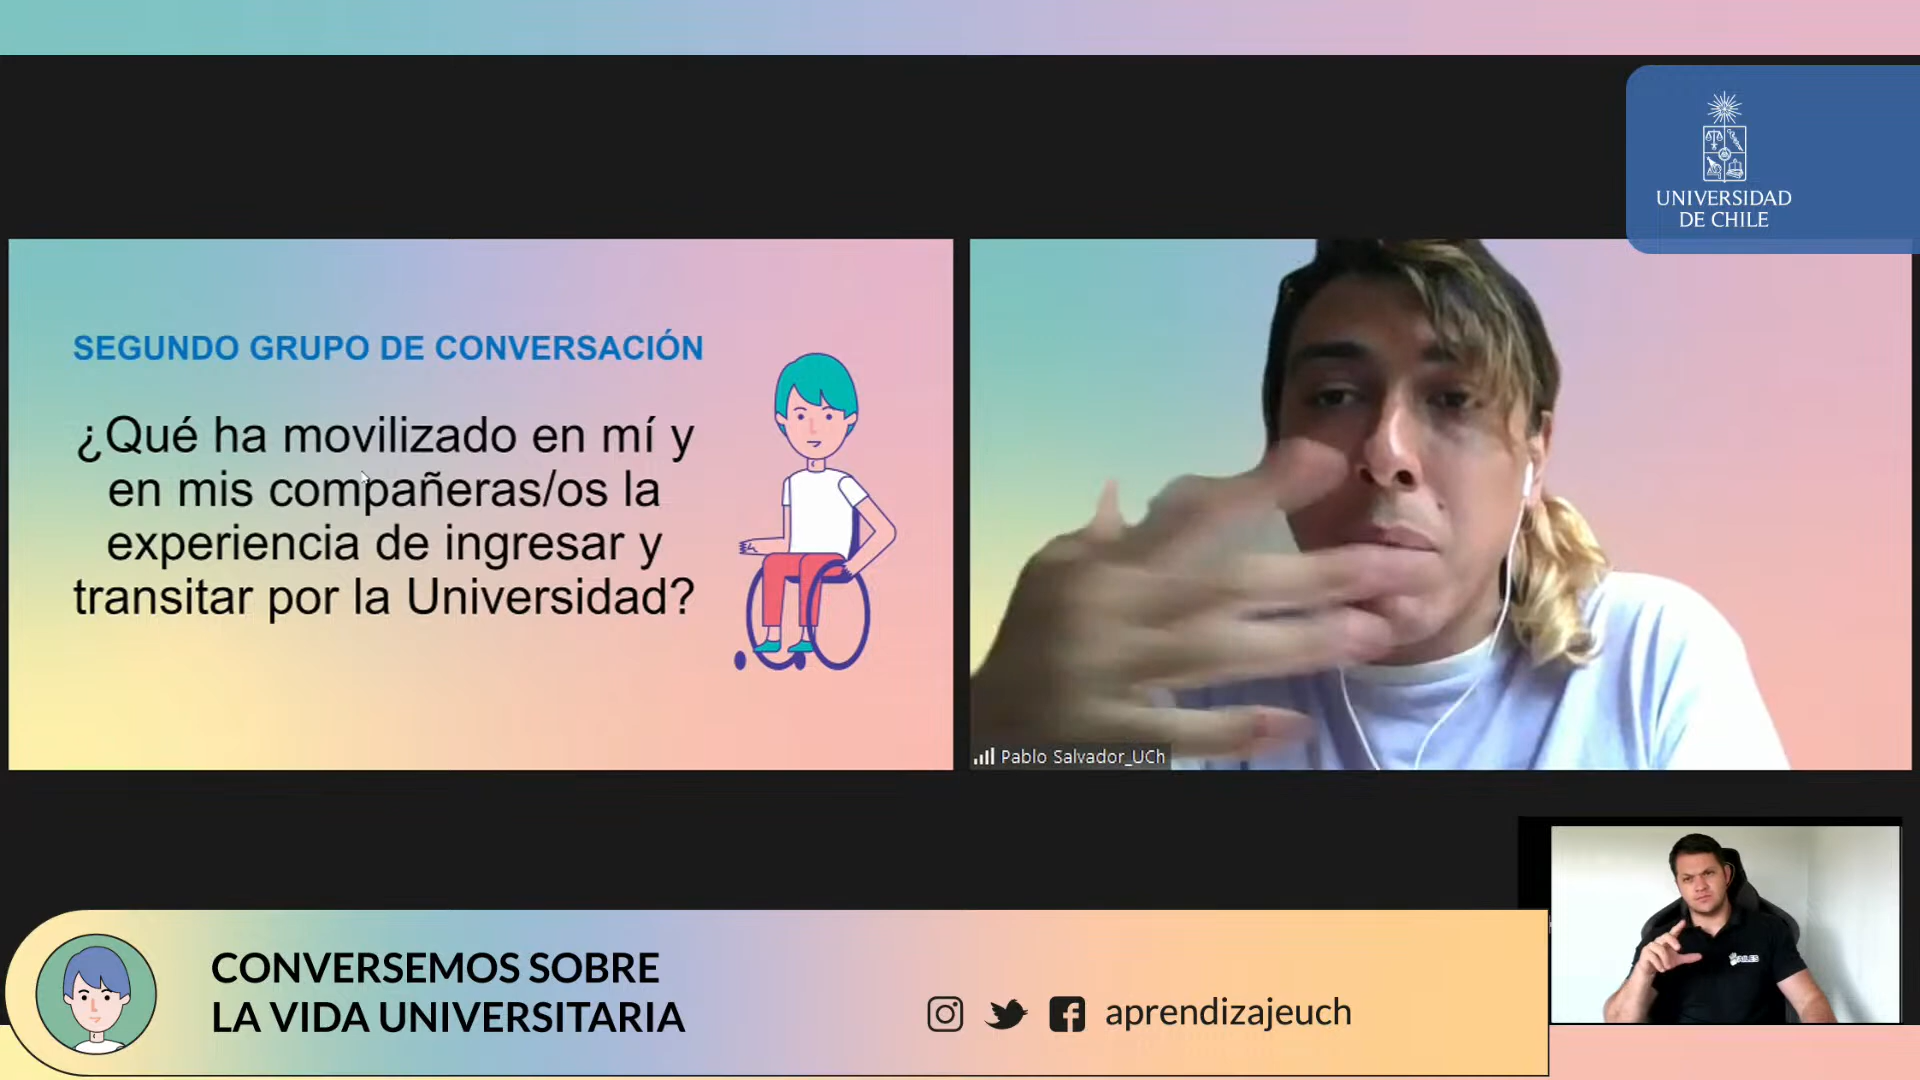 UNIVERSIDAD
DE CHILE
SEGUNDO GRUPO DE CONVERSACIÓN
¿Qué ha movilizado en mí y
en mis compañeras/os la
experiencia de ingresar y
transitar por la Universidad?
Pablo Salvador_UCh
CONVERSEMOS SOBRE
LA VIDA UNIVERSITARIA
aprendizajeuch